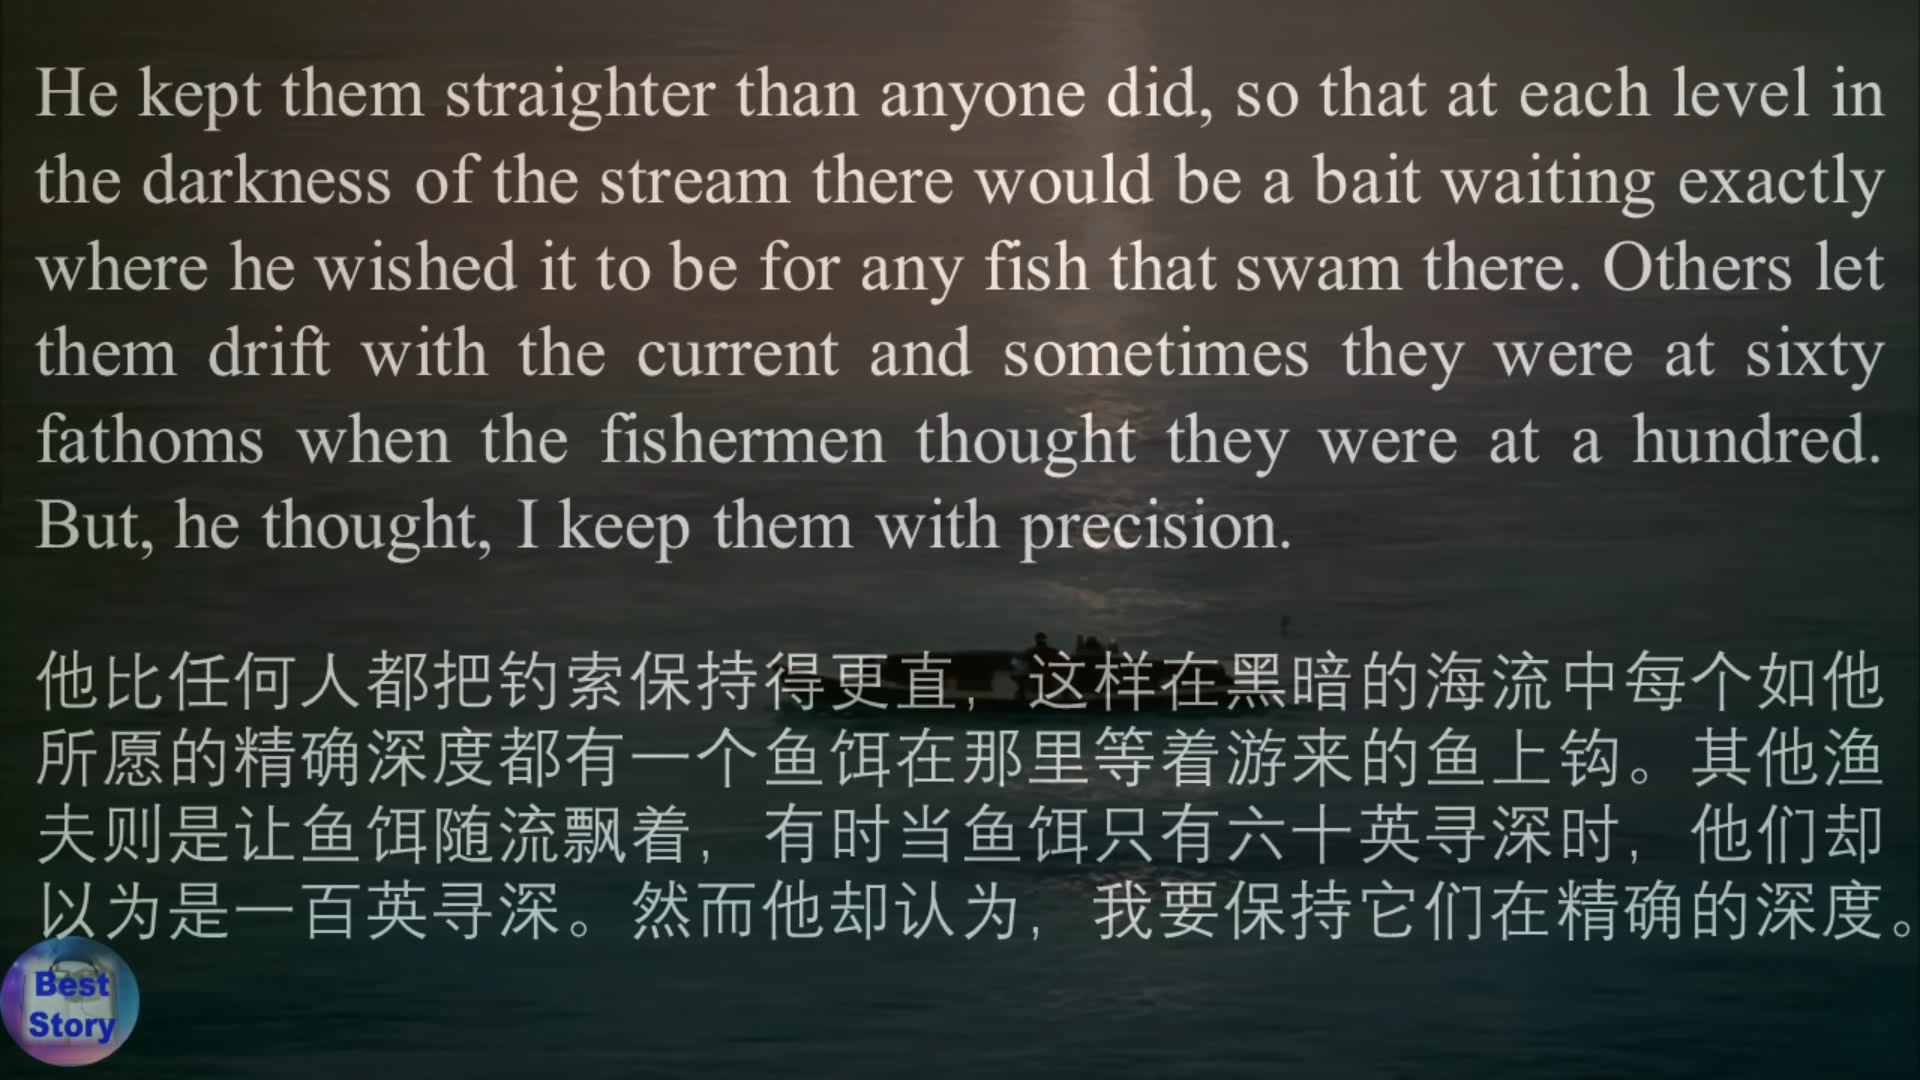 He kept them straighter than anyone did, so that at each level in
the darkness of the stream there would be a bait waiting exactly
where he wished it to be for any fish that swam there. Others let
them drift with the current and sometimes they were at sixty
fathoms when the fishermen thought they were at a hundred.
But, he thought, I keep them with precision.
他比任何人都把钓索保持得更直，这样在黑暗的海流中每个如他
所愿的精确深度都有一个鱼饵在那里等着游来的鱼上钩。其他渔
夫则是让鱼饵随流飘着，有时当鱼饵只有六十英寻深时，他们却
以为是一百英寻深。然而他却认为，我要保持它们在精确的深度。
Best
Story